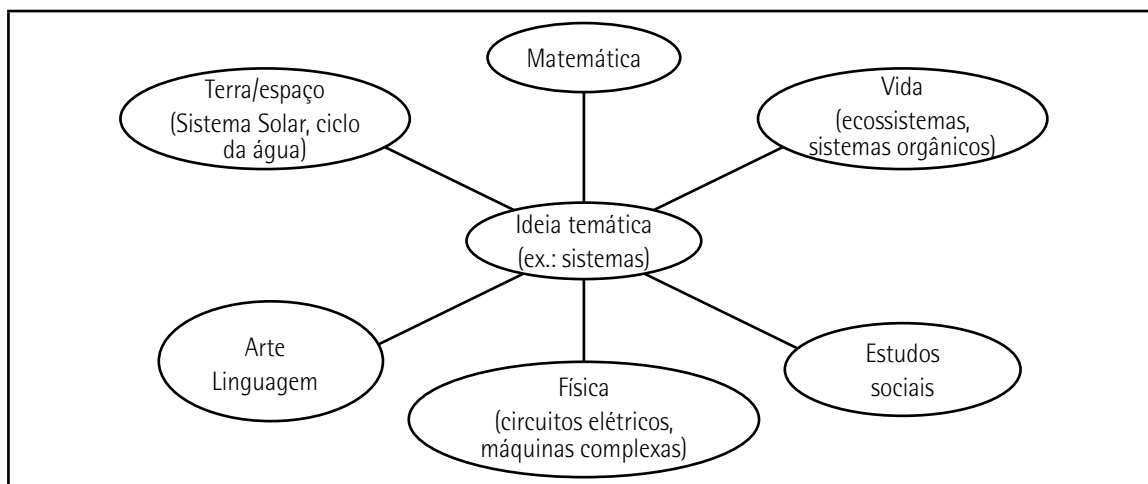 Matemática
Terra/espaço
(Sistema Solar, ciclo
da água)
Vida
(ecossistemas,
sistemas orgânicos)
Ideia temática
(ex.: sistemas)
Arte
Linguagem
Física
(circuitos elétricos,
máquinas complexas)
Estudos
sociais